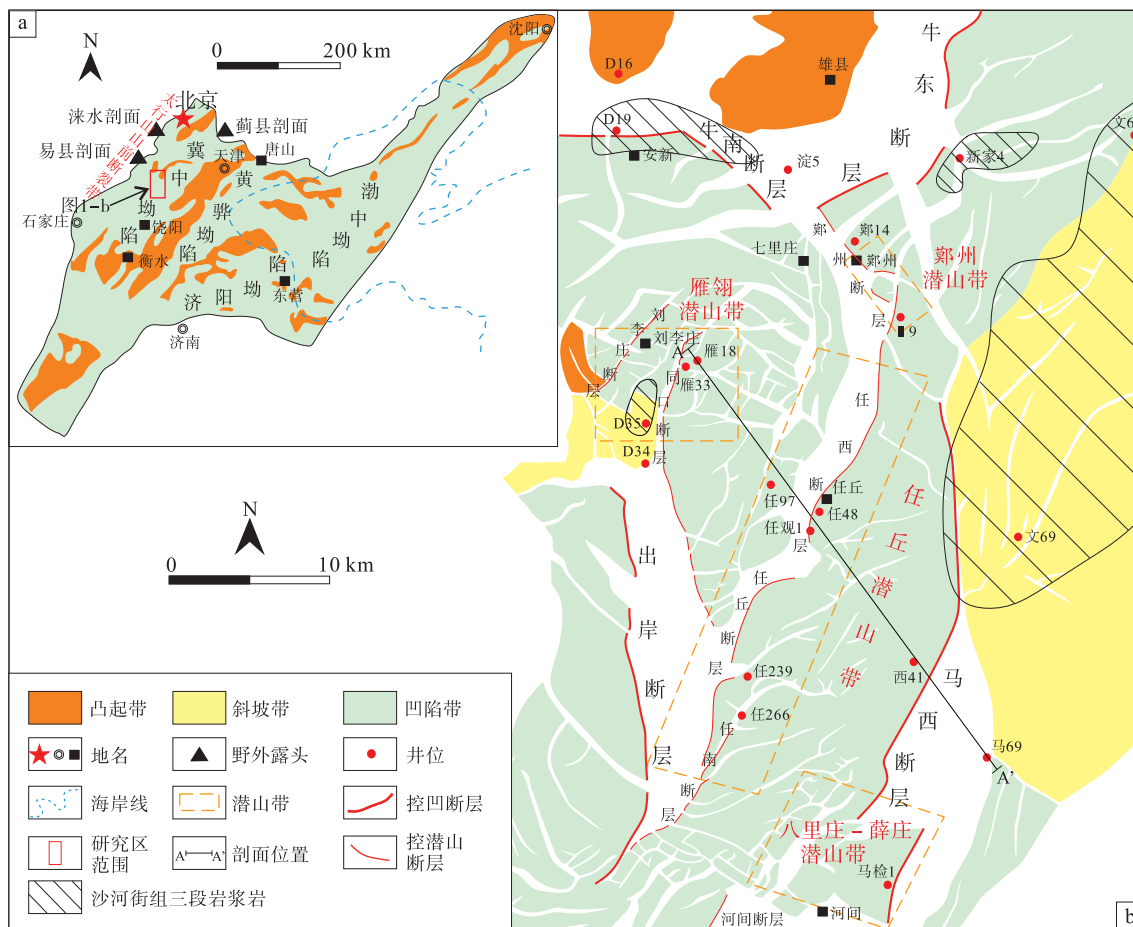 a
N
0 200 km
沈阳
北京
涞水剖面
蓟县剖面
易县剖面
太行山山前断裂带
冀中坳陷
天津
唐山
黄骅坳陷
渤中坳陷
图1-b
石家庄
饶阳
衡水
东营
济阳坳陷
济南
N
0 10 km
凸起带
斜坡带
凹陷带
地名
野外露头
井位
海岸线
潜山带
控凹断层
研究区
范围
A A'
剖面位置
控潜山
断层
沙河街组三段岩浆岩
D16
雄县
牛东断层
D19
安新
牛南断层
淀5
新家4
文6
鄚14
鄚州
七里庄
鄚州断层
鄚州
潜山带
9
雁翎
潜山带
刘李庄断层
刘李庄
A
雁18
雁33
同口断层
D35
D34
任西断层
任97
任丘
任48
任观1
任丘潜山带
文69
出岸断层
任丘断层
任239
任266
任南断层
西41
马西断层
马69
A'
八里庄–薛庄
潜山带
马检1
河间断层
河间
b